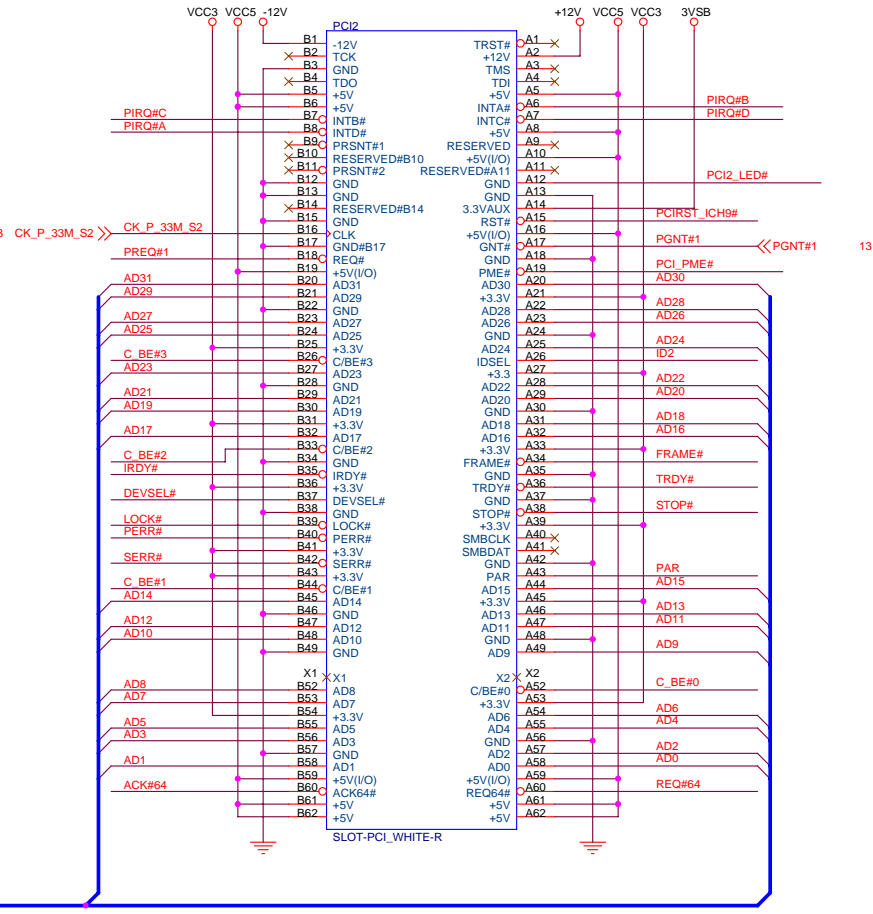 VCC3 VCC5 -12V +12V VCC5 VCC3 3VSB
PCI2
B1 -12V TRST# A1
B2 TCK +12V A2
B3 GND TMS A3
B4 TDO TDI A4
B5 +5V +5V A5
B6 +5V INTA# A6 PIRQ#B
PIRQ#C B7 INTB# INTC# A7 PIRQ#D
PIRQ#A B8 INTD# +5V A8
B9 PRSNT#1 RESERVED A9
B10 RESERVED#B10 +5V(I/O) A10
B11 PRSNT#2 RESERVED#A11 A11
B12 GND GND A12 PCI2_LED#
B13 GND GND A13
B14 RESERVED#B14 3.3VAUX A14
B15 GND RST# A15 PCIRST_ICH9#
3 CK_P_33M_S2 CK_P_33M_S2 B16 CLK +5V(I/O) A16
B17 GND#B17 GNT# A17 PGNT#1 PGNT#1 13
PREQ#1 B18 REQ# GND A18
B19 +5V(I/O) PME# A19 PCI_PME#
AD31 B20 AD31 AD30 A20 AD30
AD29 B21 AD29 +3.3V A21
B22 GND AD28 A22 AD28
AD27 B23 AD27 AD26 A23 AD26
AD25 B24 AD25 GND A24
B25 +3.3V AD24 A25 AD24
C_BE#3 B26 C/BE#3 IDSEL A26 ID2
AD23 B27 AD23 +3.3 A27
B28 GND AD22 A28 AD22
AD21 B29 AD21 AD20 A29 AD20
AD19 B30 AD19 GND A30
B31 +3.3V AD18 A31 AD18
AD17 B32 AD17 AD16 A32 AD16
B33 C/BE#2 +3.3V A33
C_BE#2 B34 GND FRAME# A34 FRAME#
IRDY# B35 IRDY# GND A35
B36 +3.3V TRDY# A36 TRDY#
DEVSEL# B37 DEVSEL# GND A37
B38 GND STOP# A38 STOP#
LOCK# B39 LOCK# +3.3V A39
PERR# B40 PERR# SMBCLK A40
B41 +3.3V SMBDAT A41
SERR# B42 SERR# GND A42
B43 +3.3V PAR A43 PAR
C_BE#1 B44 C/BE#1 AD15 A44 AD15
AD14 B45 AD14 +3.3V A45
B46 GND AD13 A46 AD13
AD12 B47 AD12 AD11 A47 AD11
AD10 B48 AD10 GND A48
B49 GND AD9 A49 AD9
X1 X1 X2 X2
AD8 B52 AD8 C/BE#0 A52 C_BE#0
AD7 B53 AD7 +3.3V A53
B54 +3.3V AD6 A54 AD6
AD5 B55 AD5 AD4 A55 AD4
AD3 B56 AD3 GND A56
B57 GND AD2 A57 AD2
AD1 B58 AD1 AD0 A58 AD0
B59 +5V(I/O) +5V(I/O) A59
ACK#64 B60 ACK64# REQ64# A60 REQ#64
B61 +5V +5V A61
B62 +5V +5V A62
SLOT-PCI_WHITE-R